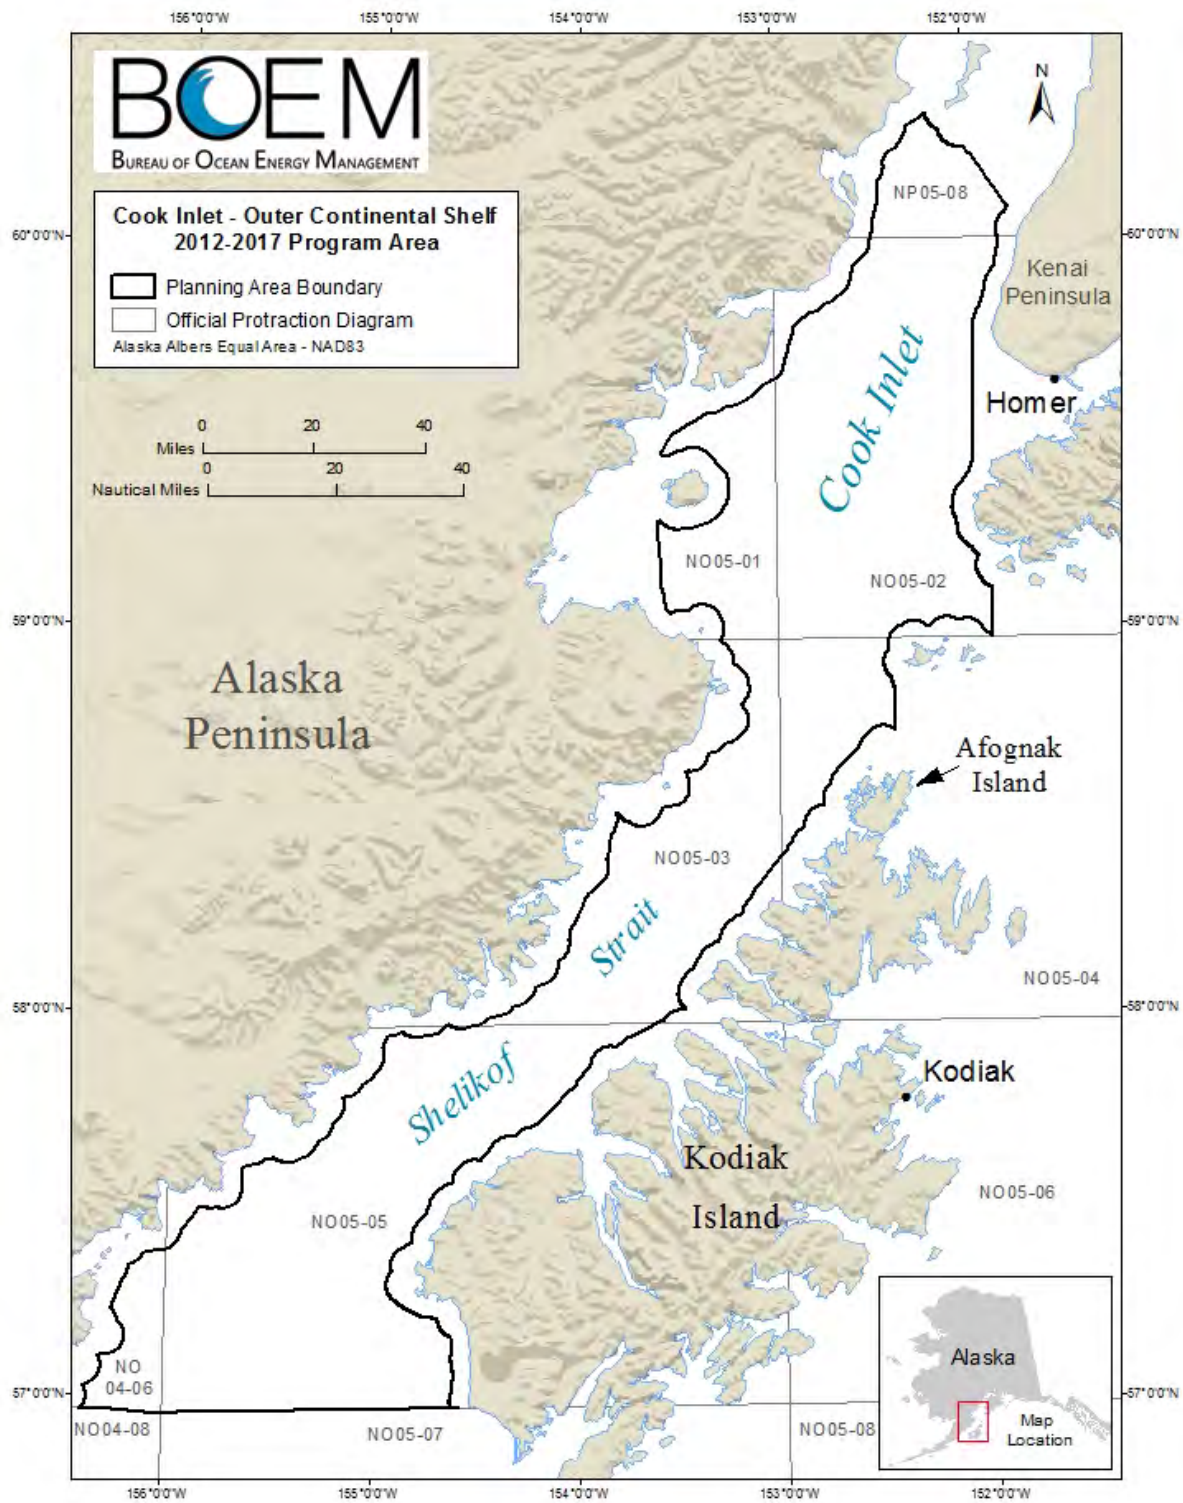 156°0'0"W 155°0'0"W 154°0'0"W 153°0'0"W 152°0'0"W
BOEM
BUREAU OF OCEAN ENERGY MANAGEMENT
N
Cook Inlet - Outer Continental Shelf
2012-2017 Program Area
Planning Area Boundary
Official Protraction Diagram
Alaska Albers Equal Area - NAD83
NP05-08
60°0'0"N 60°0'0"N
Kenai
Peninsula
Cook Inlet
Homer
0 20 40
Miles
0 20 40
Nautical Miles
NO05-01
NO05-02
59°0'0"N 59°0'0"N
Alaska
Peninsula
Afognak
Island
NO05-03
Strait
NO05-04
58°0'0"N 58°0'0"N
Shelikof
Kodiak
Kodiak
Island
NO05-06
NO05-05
Alaska
Map
Location
NO
04-06
57°0'0"N 57°0'0"N
NO04-08
NO05-07
NO05-08
156°0'0"W 155°0'0"W 154°0'0"W 153°0'0"W 152°0'0"W